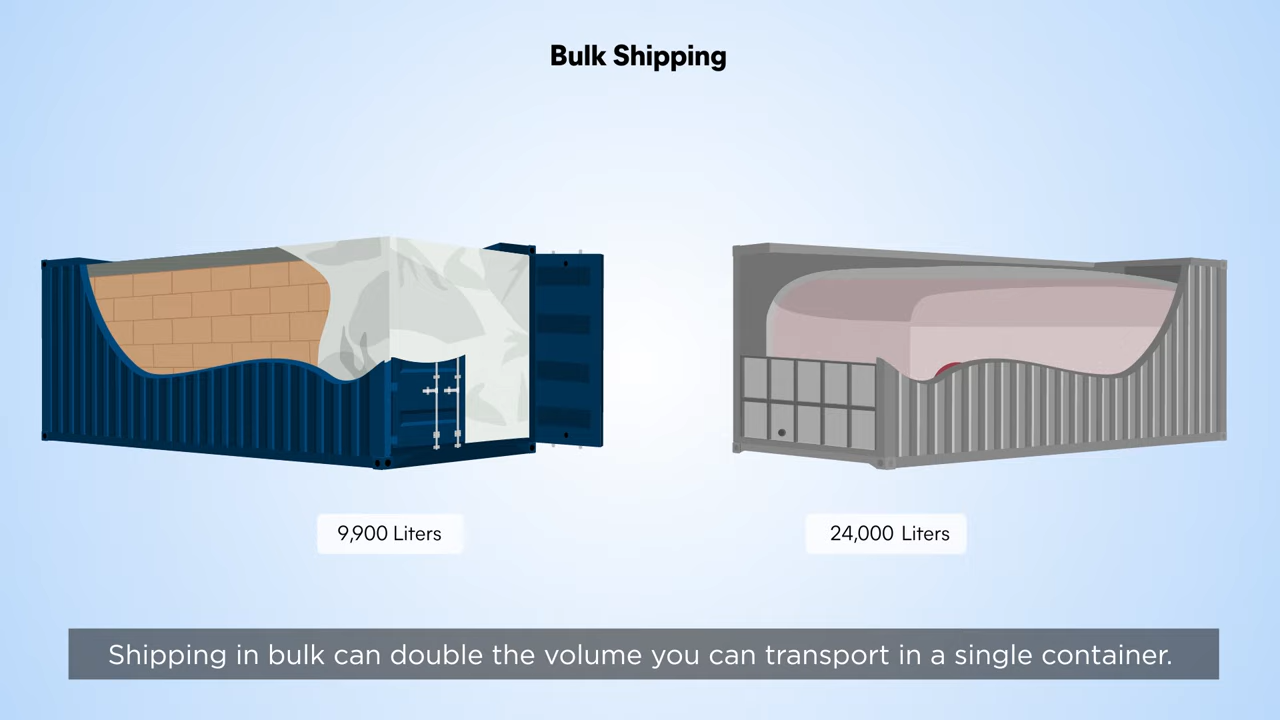 Bulk Shipping
9,900 Liters
24,000 Liters
Shipping in bulk can double the volume you can transport in a single container.